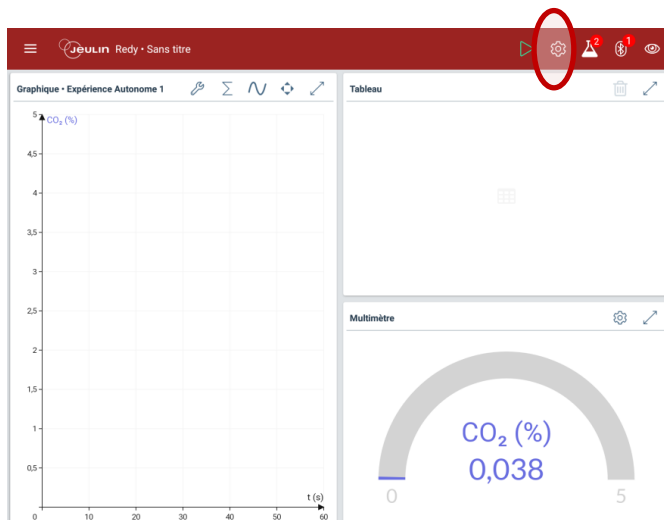 Jeulin Redy • Sans titre
2
1
Graphique • Expérience Autonome 1
5
CO₂ (%)
4,5
4
3,5
3
2,5
2
1,5
1
0,5
t (s)
0 10 20 30 40 50 60
Tableau
Multimètre
CO₂ (%)
0,038
0 5